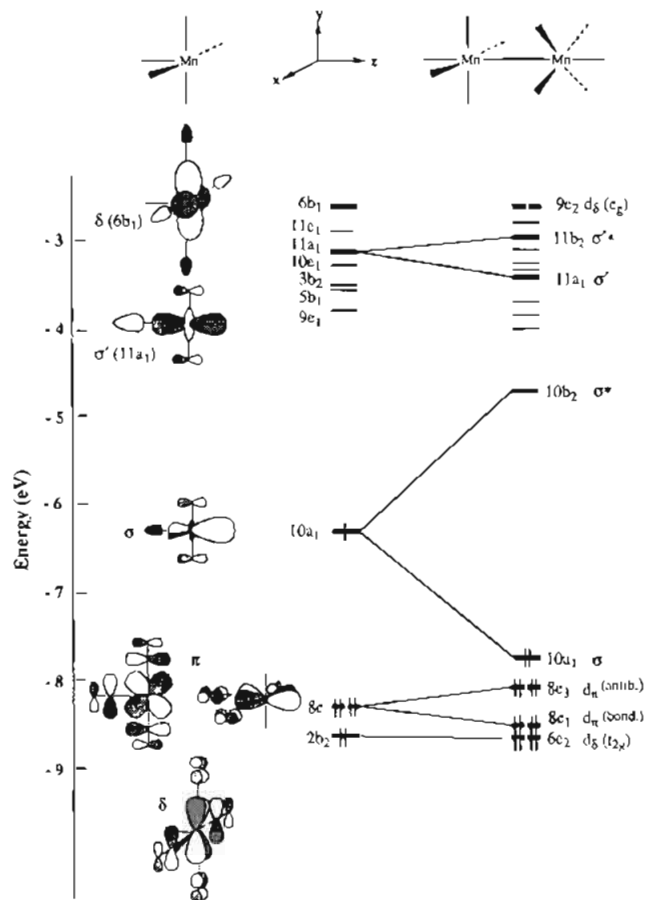 Mn
y
x
z
Mn
Mn
δ (6b₁)
6b₁
9e₂ dδ (e_g)
11e₁
- 3
11a₁
11b₂ σ'*
10e₁
3b₂
11a₁ σ'
5b₁
9e₁
- 4
σ' (11a₁)
10b₂ σ*
- 5
Energy (eV)
- 6
σ
10a₁
- 7
π
10a₁ σ
- 8
8e₃ dπ (antib.)
8e
8e₁ dπ (bond.)
2b₂
6e₂ dδ (t₂g)
- 9
δ